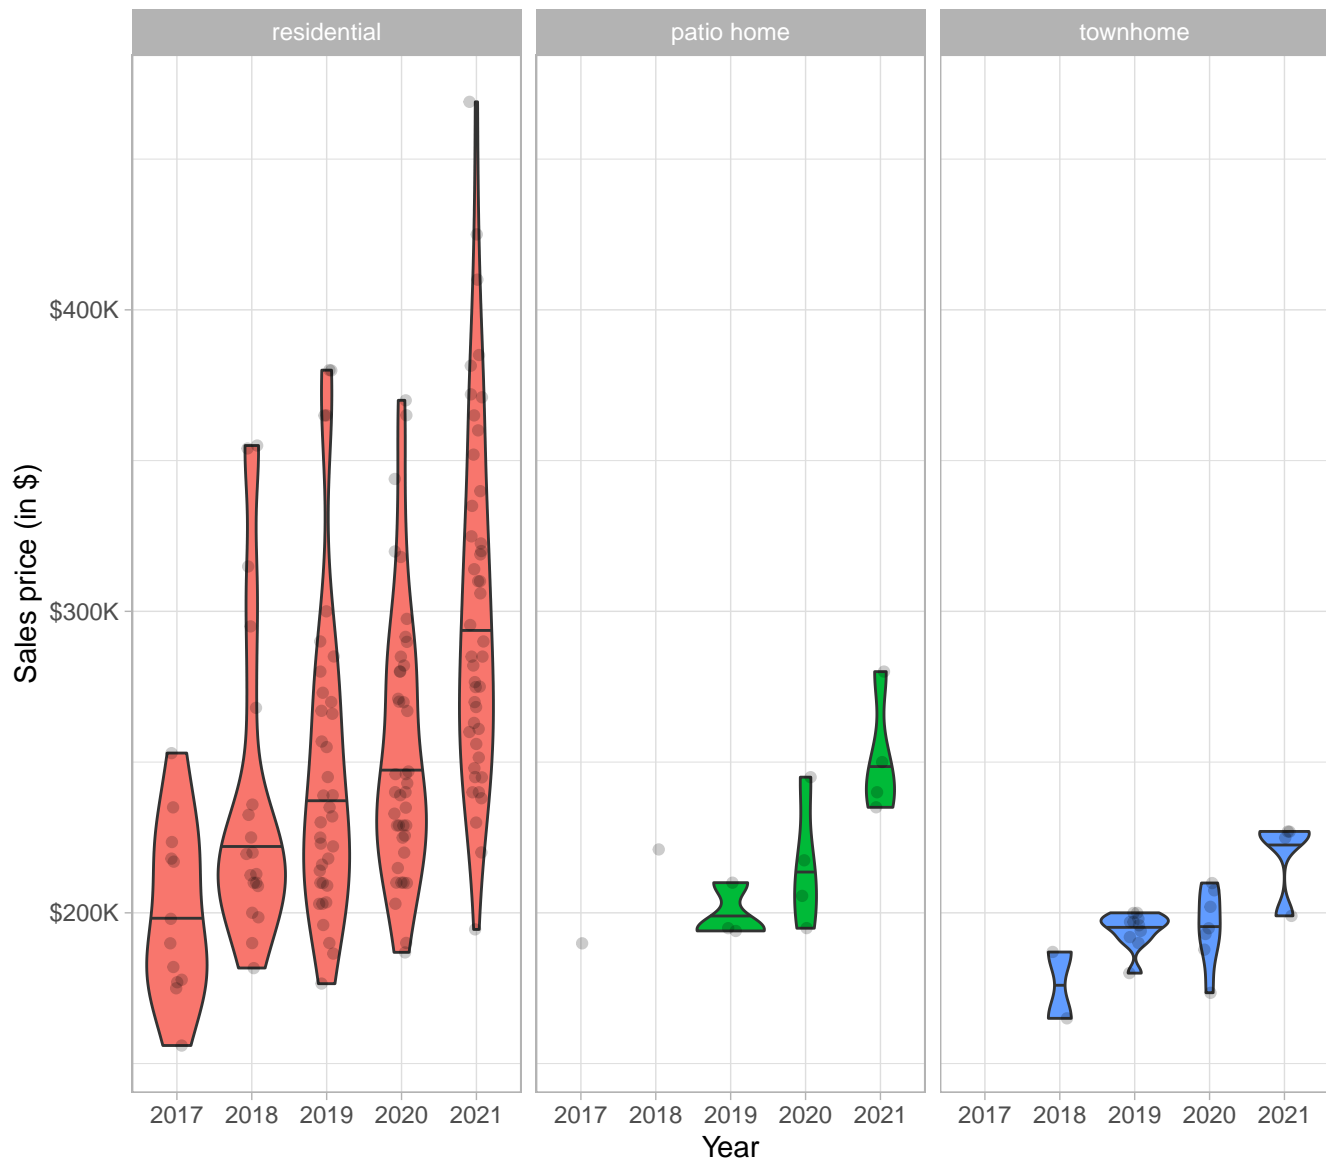 residential patio home townhome
$400K
$300K
$200K
Sales price (in $)
2017 2018 2019 2020 2021 2017 2018 2019 2020 2021 2017 2018 2019 2020 2021
Year